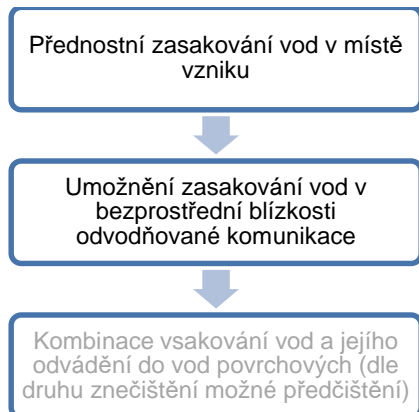 Přednostní zasakování vod v místě
vzniku
Umožnění zasakování vod v
bezprostřední blízkosti
odvodňované komunikace
Kombinace vsakování vod a jejího
odvádění do vod povrchových (dle
druhu znečištění možné předčištění)